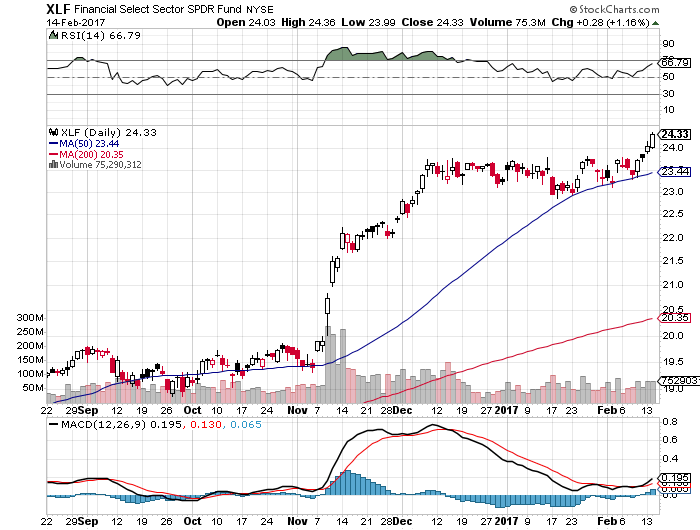 XLF Financial Select Sector SPDR Fund NYSE © StockCharts.com
14-Feb-2017 Open 24.03 High 24.36 Low 23.99 Close 24.33 Volume 75.3M Chg +0.28 (+1.16%)
RSI(14) 66.79
90
70
66.79
50
30
10
XLF (Daily) 24.33
MA(50) 23.44
MA(200) 20.35
Volume 75,290,312
24.33
24.0
23.44
23.0
22.5
22.0
21.5
21.0
20.5
20.35
20.0
19.5
19.0
300M
250M
200M
150M
100M
50M
7529031
22 29 Sep 12 19 26 Oct 10 17 24 Nov 7 14 21 28 Dec 12 19 27 2017 9 17 23 Feb 6 13
MACD(12,26,9) 0.195, 0.130, 0.065
0.8
0.6
0.4
0.195
0.0
22 29 Sep 12 19 26 Oct 10 17 24 Nov 7 14 21 28 Dec 12 19 27 2017 9 17 23 Feb 6 13